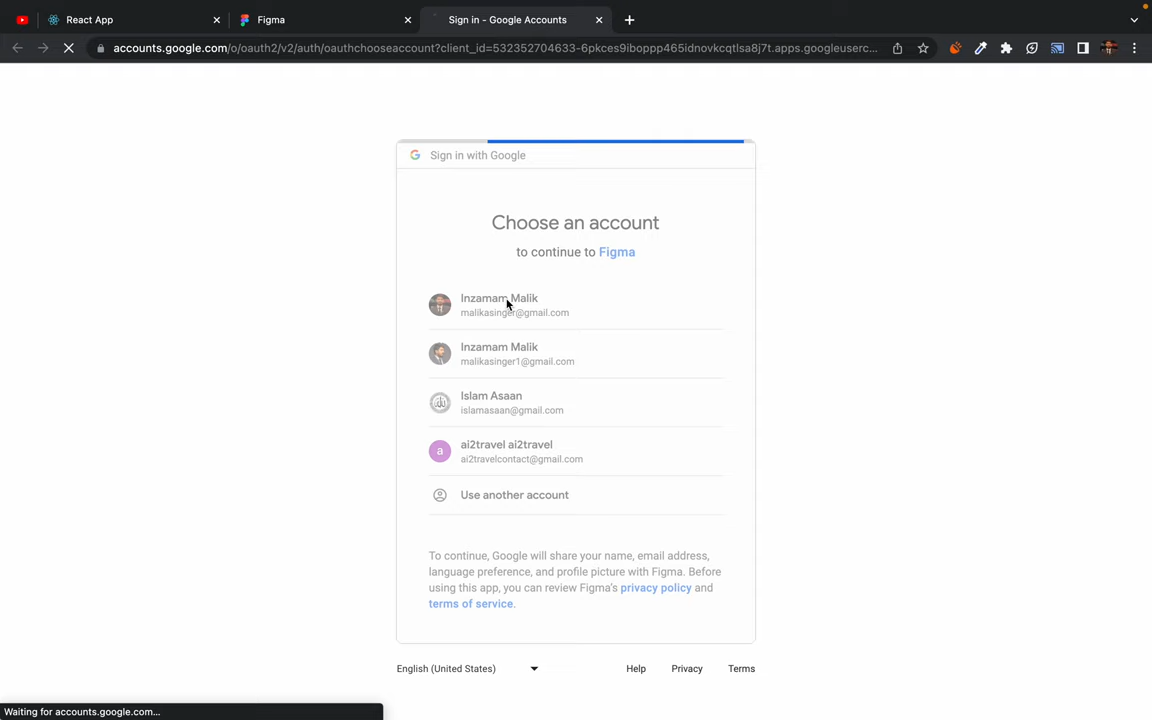 React App
Figma
Sign in - Google Accounts
accounts.google.com/o/oauth2/v2/auth/oauthchooseaccount?client_id=532352704633-6pkces9iboppp465idnovkcqtlsa8j7t.apps.googleuserc...
Sign in with Google
Choose an account
to continue to Figma
Inzamam Malik
malikasinger@gmail.com
Inzamam Malik
malikasinger1@gmail.com
Islam Asaan
islamasaan@gmail.com
a
ai2travel ai2travel
ai2travelcontact@gmail.com
Use another account
To continue, Google will share your name, email address,
language preference, and profile picture with Figma. Before
using this app, you can review Figma's privacy policy and
terms of service.
English (United States)
Help
Privacy
Terms
Waiting for accounts.google.com...